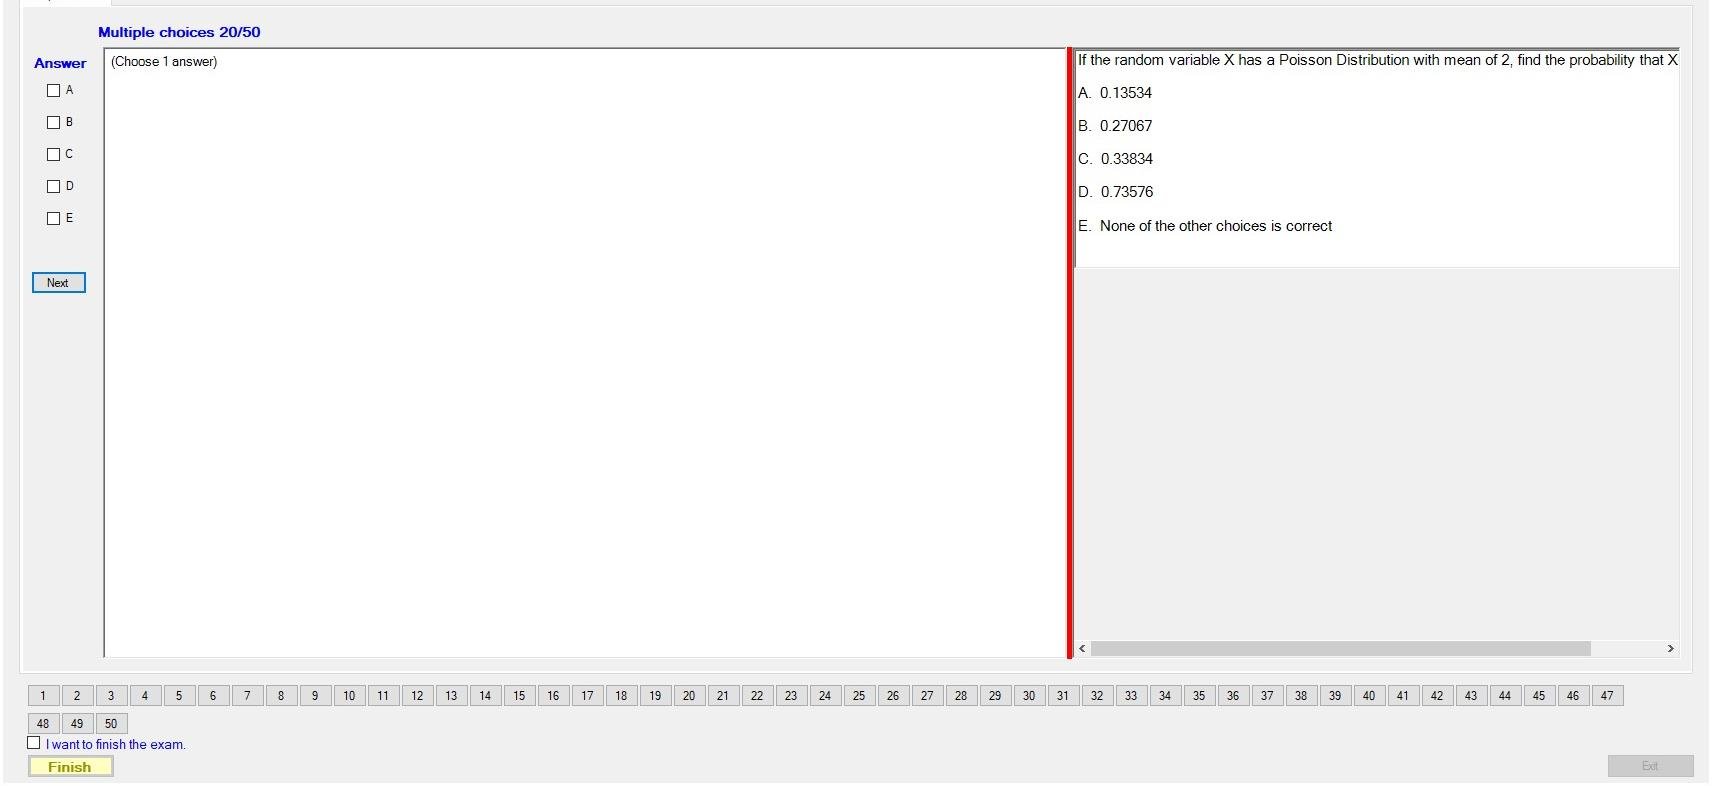 Multiple choices 20/50
Answer
A
B
C
D
E
Next
(Choose 1 answer)
If the random variable X has a Poisson Distribution with mean of 2, find the probability that X
A. 0.13534
B. 0.27067
C. 0.33834
D. 0.73576
E. None of the other choices is correct
1 2 3 4 5 6 7 8 9 10 11 12 13 14 15 16 17 18 19 20 21 22 23 24 25 26 27 28 29 30 31 32 33 34 35 36 37 38 39 40 41 42 43 44 45 46 47
48 49 50
I want to finish the exam.
Finish
Exit